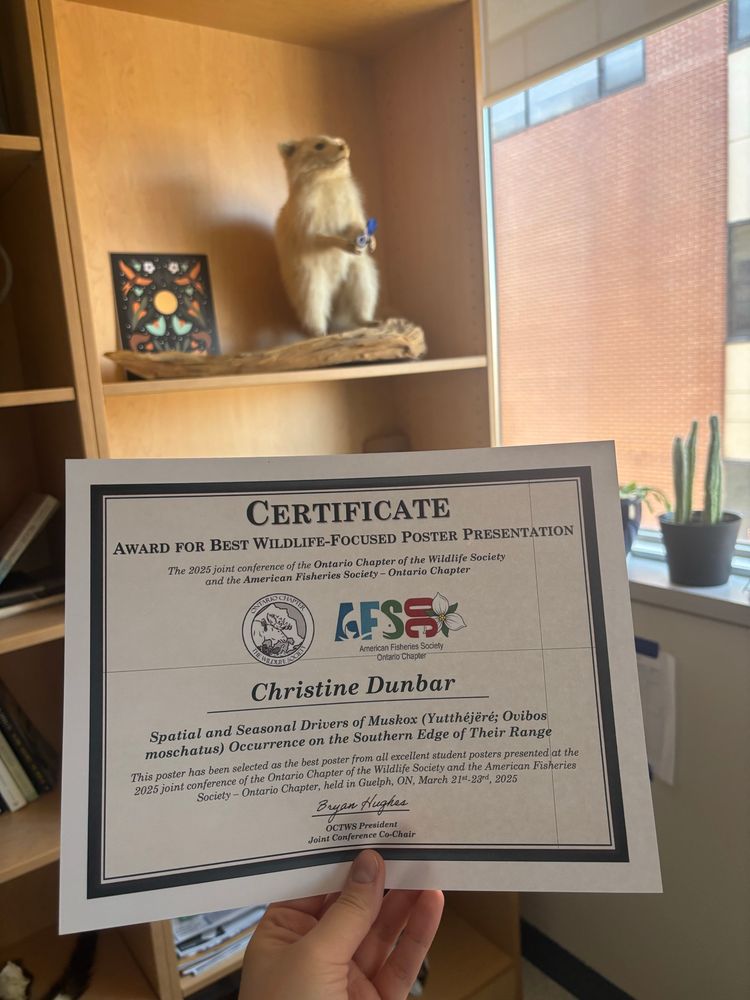 CERTIFICATE
AWARD FOR BEST WILDLIFE-FOCUSED POSTER PRESENTATION
The 2025 joint conference of the Ontario Chapter of the Wildlife Society
and the American Fisheries Society – Ontario Chapter
ONTARIO CHAPTER
THE WILDLIFE SOCIETY
AFSOC
American Fisheries Society
Ontario Chapter
Christine Dunbar
Spatial and Seasonal Drivers of Muskox (Yutthéjëré; Ovibos
moschatus) Occurrence on the Southern Edge of Their Range
This poster has been selected as the best poster from all excellent student posters presented at the
2025 joint conference of the Ontario Chapter of the Wildlife Society and the American Fisheries
Society – Ontario Chapter, held in Guelph, ON, March 21st-23rd, 2025
Bryan Hughes
OCTWS President
Joint Conference Co-Chair